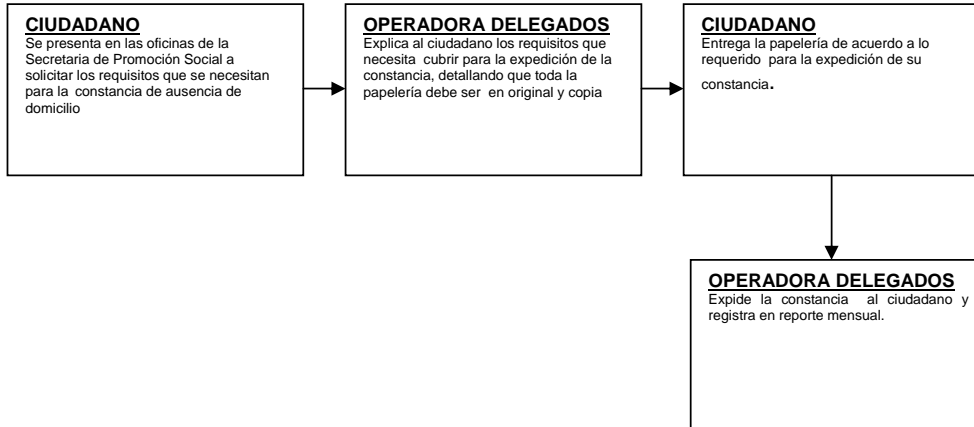 CIUDADANO
Se presenta en las oficinas de la
Secretaria de Promoción Social a
solicitar los requisitos que se necesitan
para la constancia de ausencia de
domicilio
OPERADORA DELEGADOS
Explica al ciudadano los requisitos que
necesita cubrir para la expedición de la
constancia, detallando que toda la
papelería debe ser en original y copia
CIUDADANO
Entrega la papelería de acuerdo a lo
requerido para la expedición de su
constancia.
OPERADORA DELEGADOS
Expide la constancia al ciudadano y
registra en reporte mensual.